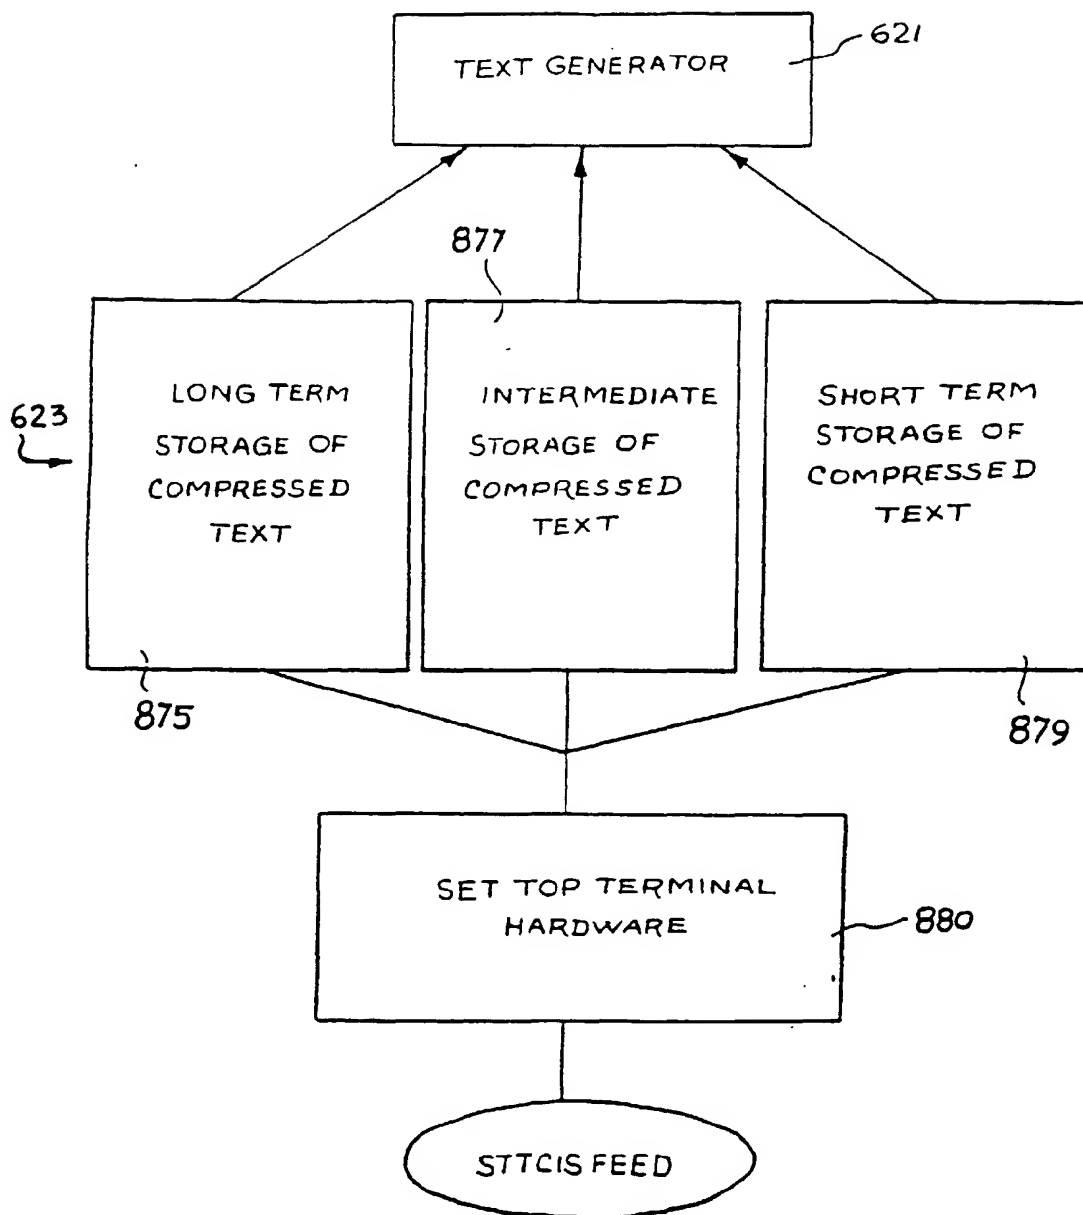 TEXT GENERATOR
621
877
623
LONG TERM
STORAGE OF
COMPRESSED
TEXT
INTERMEDIATE
STORAGE OF
COMPRESSED
TEXT
SHORT TERM
STORAGE OF
COMPRESSED
TEXT
875
879
SET TOP TERMINAL
HARDWARE
880
STTCIS FEED